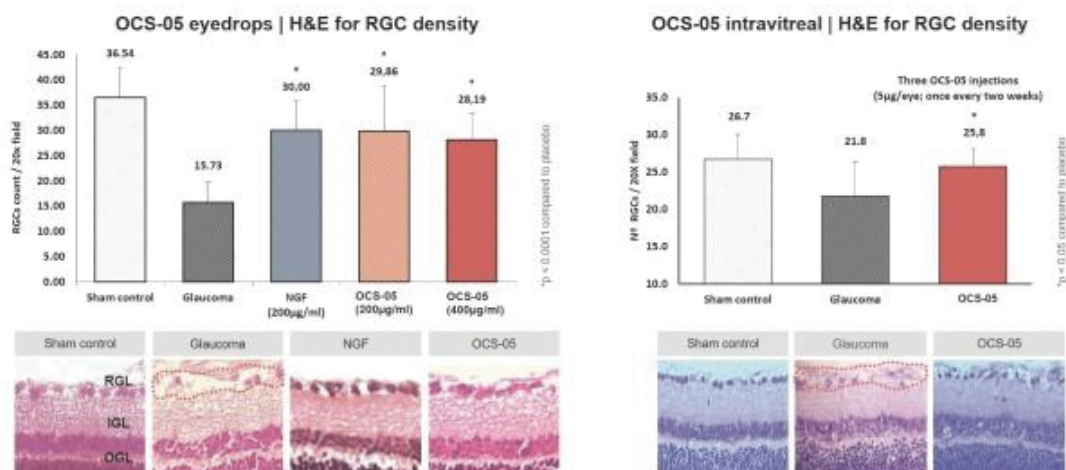 OCS-05 eyedrops | H&E for RGC density
45.00
40.00
35.00
30.00
25.00
20.00
15.00
10.00
5.00
0.00
RGCs count / 20x field
36.54
15.73
*
30,00
*
29,86
*
28,19
Sham control
Glaucoma
NGF
(200µg/ml)
OCS-05
(200µg/ml)
OCS-05
(400µg/ml)
*p < 0.0001 compared to placebo
Sham control
Glaucoma
NGF
OCS-05
RGL
IGL
OGL
OCS-05 intravitreal | H&E for RGC density
Three OCS-05 injections
(5µg/eye; once every two weeks)
35.0
30.0
25.0
20.0
15.0
10.0
Nº RGCs / 20X field
26.7
21.8
*
25,8
Sham control
Glaucoma
OCS-05
*p < 0.05 compared to placebo
Sham control
Glaucoma
OCS-05